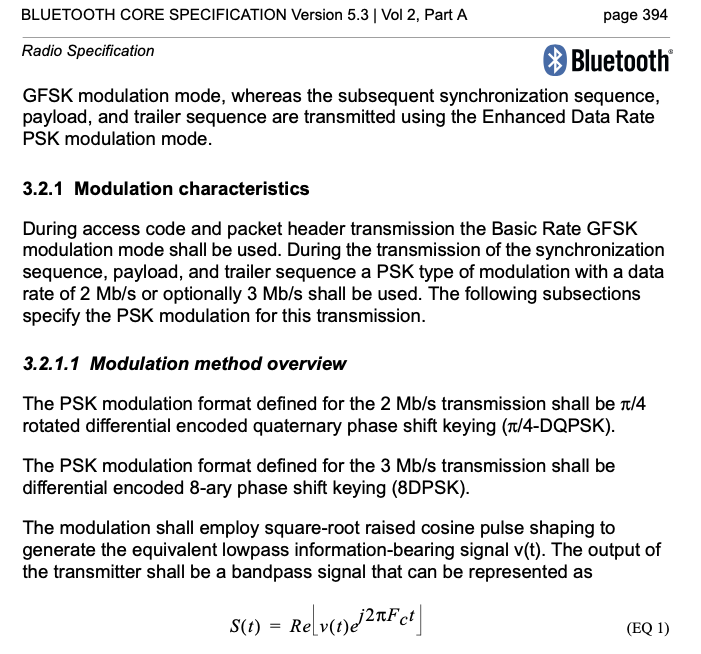 BLUETOOTH CORE SPECIFICATION Version 5.3 | Vol 2, Part A page 394
Radio Specification
Bluetooth®
GFSK modulation mode, whereas the subsequent synchronization sequence,
payload, and trailer sequence are transmitted using the Enhanced Data Rate
PSK modulation mode.
3.2.1 Modulation characteristics
During access code and packet header transmission the Basic Rate GFSK
modulation mode shall be used. During the transmission of the synchronization
sequence, payload, and trailer sequence a PSK type of modulation with a data
rate of 2 Mb/s or optionally 3 Mb/s shall be used. The following subsections
specify the PSK modulation for this transmission.
3.2.1.1 Modulation method overview
The PSK modulation format defined for the 2 Mb/s transmission shall be π/4
rotated differential encoded quaternary phase shift keying (π/4-DQPSK).
The PSK modulation format defined for the 3 Mb/s transmission shall be
differential encoded 8-ary phase shift keying (8DPSK).
The modulation shall employ square-root raised cosine pulse shaping to
generate the equivalent lowpass information-bearing signal v(t). The output of
the transmitter shall be a bandpass signal that can be represented as
S(t) = Re⌊v(t)e^{j2πF_c t}⌋ (EQ 1)